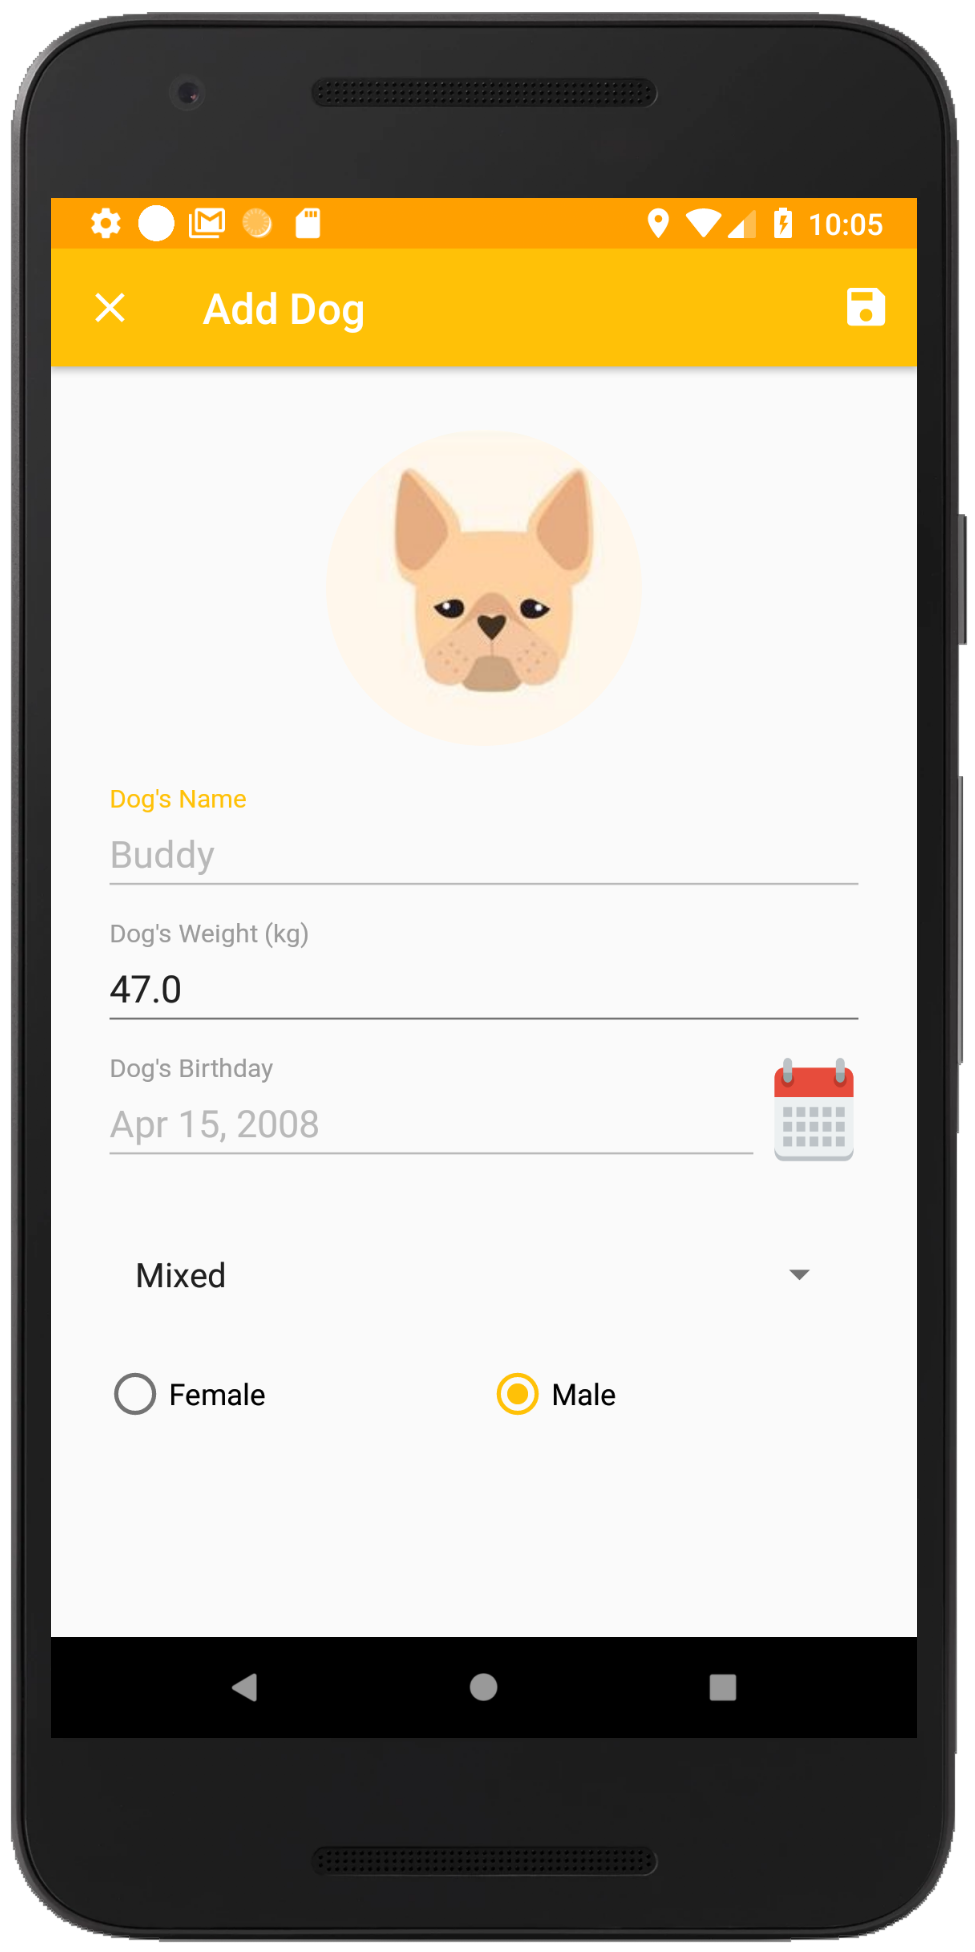 10:05
Add Dog
Dog's Name
Buddy
Dog's Weight (kg)
47.0
Dog's Birthday
Apr 15, 2008
Mixed
Female
Male